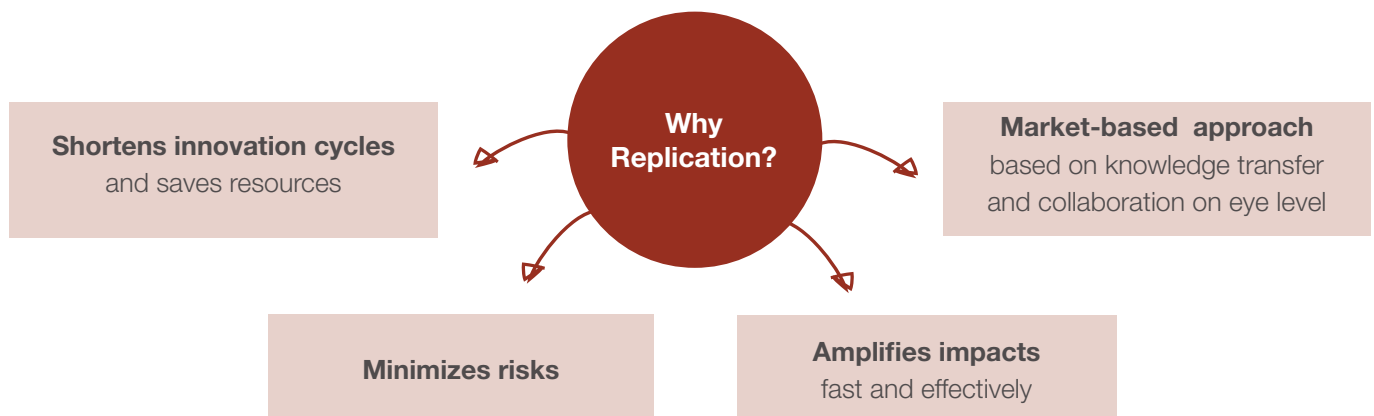 Why
Replication?
Shortens innovation cycles
and saves resources
Minimizes risks
Amplifies impacts
fast and effectively
Market-based approach
based on knowledge transfer
and collaboration on eye level